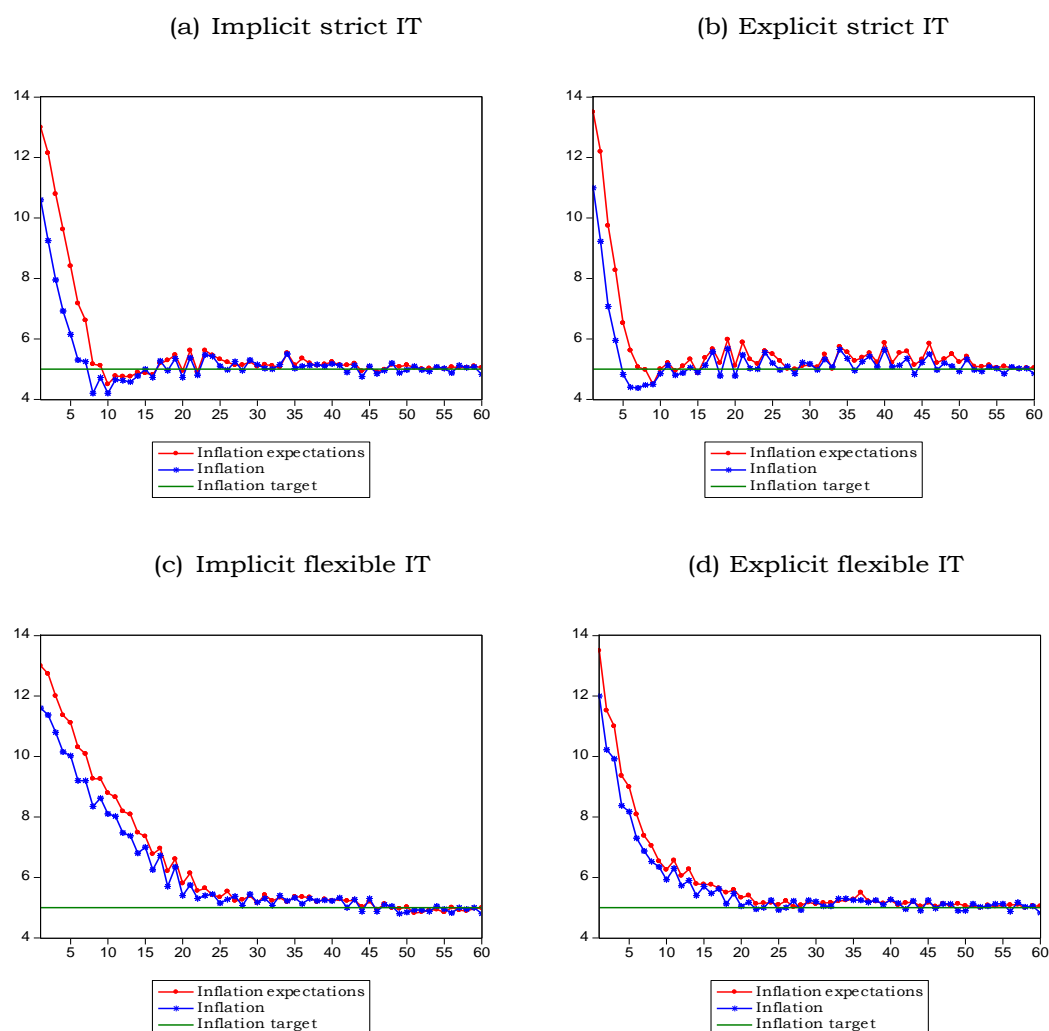 (a) Implicit strict IT
(b) Explicit strict IT
14
12
10
8
6
4
5 10 15 20 25 30 35 40 45 50 55 60
Inflation expectations
Inflation
Inflation target
14
12
10
8
6
4
5 10 15 20 25 30 35 40 45 50 55 60
Inflation expectations
Inflation
Inflation target
(c) Implicit flexible IT
(d) Explicit flexible IT
14
12
10
8
6
4
5 10 15 20 25 30 35 40 45 50 55 60
Inflation expectations
Inflation
Inflation target
14
12
10
8
6
4
5 10 15 20 25 30 35 40 45 50 55 60
Inflation expectations
Inflation
Inflation target